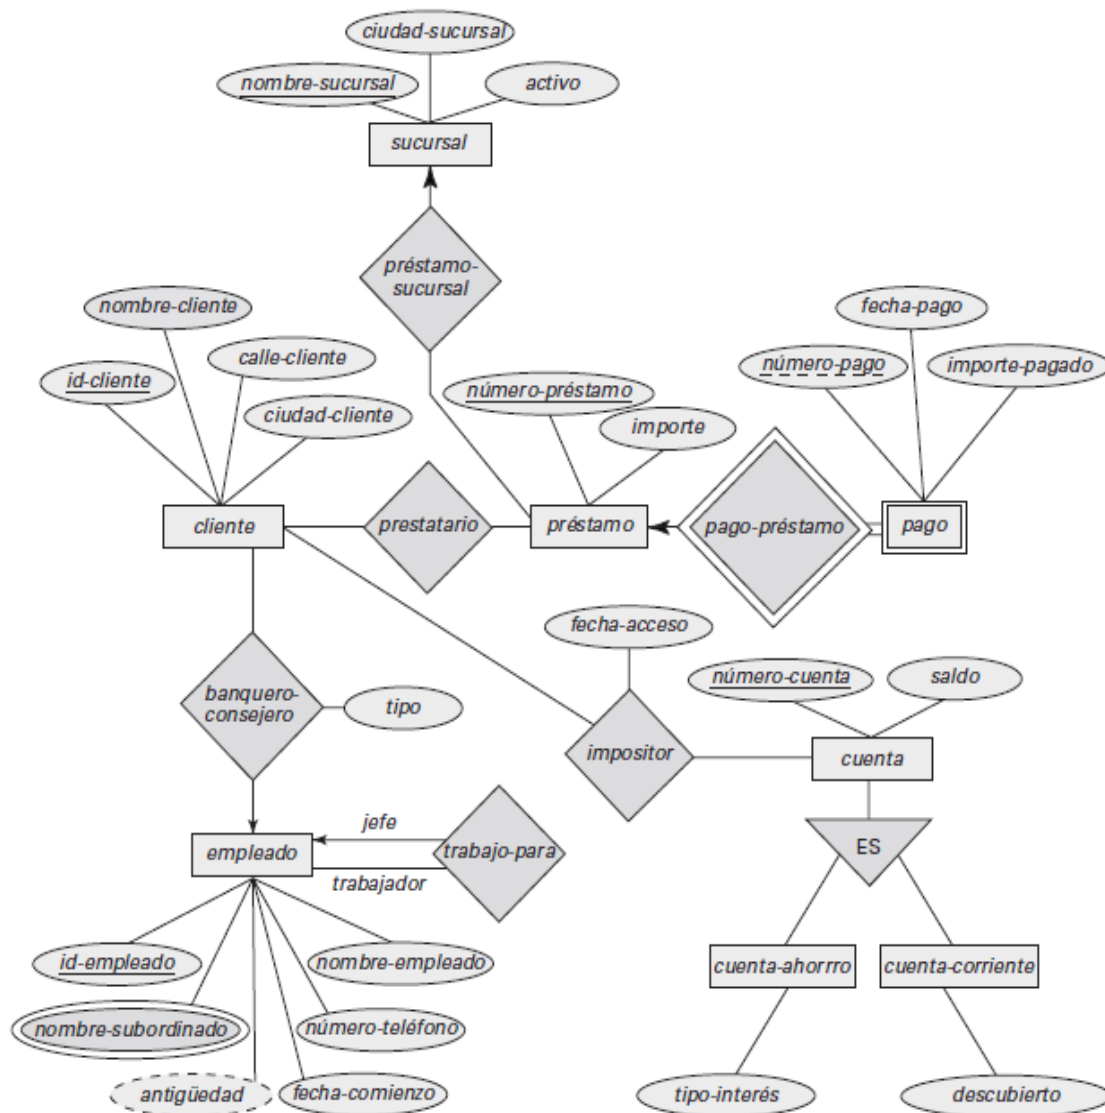 ciudad-sucursal
nombre-sucursal
activo
sucursal
préstamo-
sucursal
nombre-cliente
fecha-pago
calle-cliente
id-cliente
número-pago
importe-pagado
número-préstamo
ciudad-cliente
importe
cliente
prestatario
préstamo
pago-préstamo
pago
fecha-acceso
número-cuenta
saldo
banquero-
consejero
tipo
impositor
cuenta
jefe
empleado
trabajo-para
ES
trabajador
id-empleado
nombre-empleado
cuenta-ahorrro
cuenta-corriente
nombre-subordinado
número-teléfono
antigüedad
fecha-comienzo
tipo-interés
descubierto